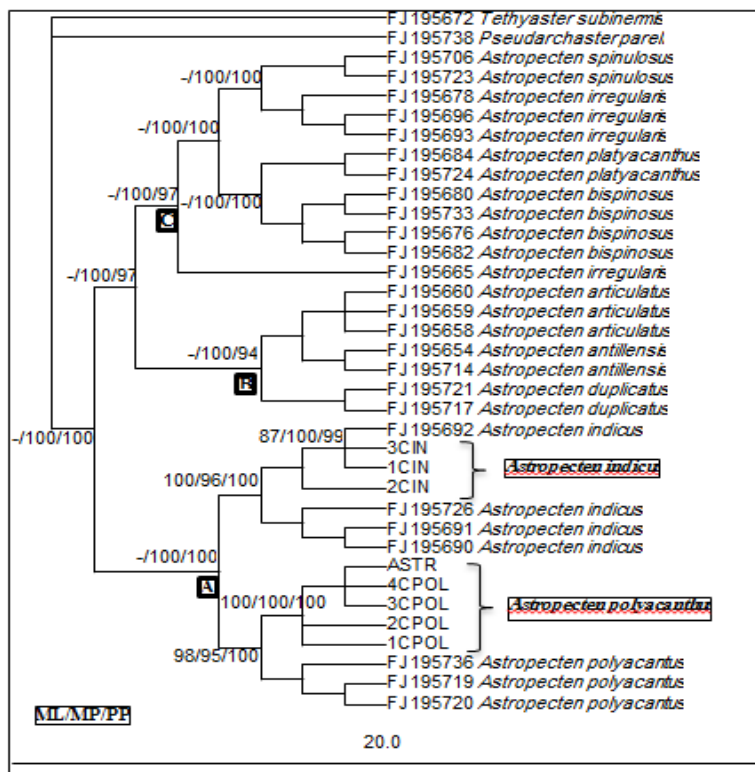 FJ195672 Tethyaster subinermis
FJ195738 Pseudarchaster parel.
FJ195706 Astropecten spinulosus
-/100/100
FJ195723 Astropecten spinulosus
FJ195678 Astropecten irregularis
FJ195696 Astropecten irregularis
-/100/100
FJ195693 Astropecten irregularis
FJ195684 Astropecten platyacanthus
FJ195724 Astropecten platyacanthus
-/100/97
-/100/100
FJ195680 Astropecten bispinosus
C
FJ195733 Astropecten bispinosus
FJ195676 Astropecten bispinosus
FJ195682 Astropecten bispinosus
-/100/97
FJ195665 Astropecten irregularis
FJ195660 Astropecten articulatus
FJ195659 Astropecten articulatus
FJ195658 Astropecten articulatus
-/100/94
FJ195654 Astropecten antillensis
B
FJ195714 Astropecten antillensis
FJ195721 Astropecten duplicatus
FJ195717 Astropecten duplicatus
-/100/100
87/100/99
FJ195692 Astropecten indicus
3CIN
1CIN
Astropecten indicus
100/96/100
2CIN
FJ195726 Astropecten indicus
FJ195691 Astropecten indicus
-/100/100
FJ195690 Astropecten indicus
A
ASTR
4CPOL
100/100/100
3CPOL
Astropecten polyacanthu
2CPOL
1CPOL
98/95/100
FJ195736 Astropecten polyacantus
FJ195719 Astropecten polyacantus
FJ195720 Astropecten polyacantus
ML/MP/PP
20.0